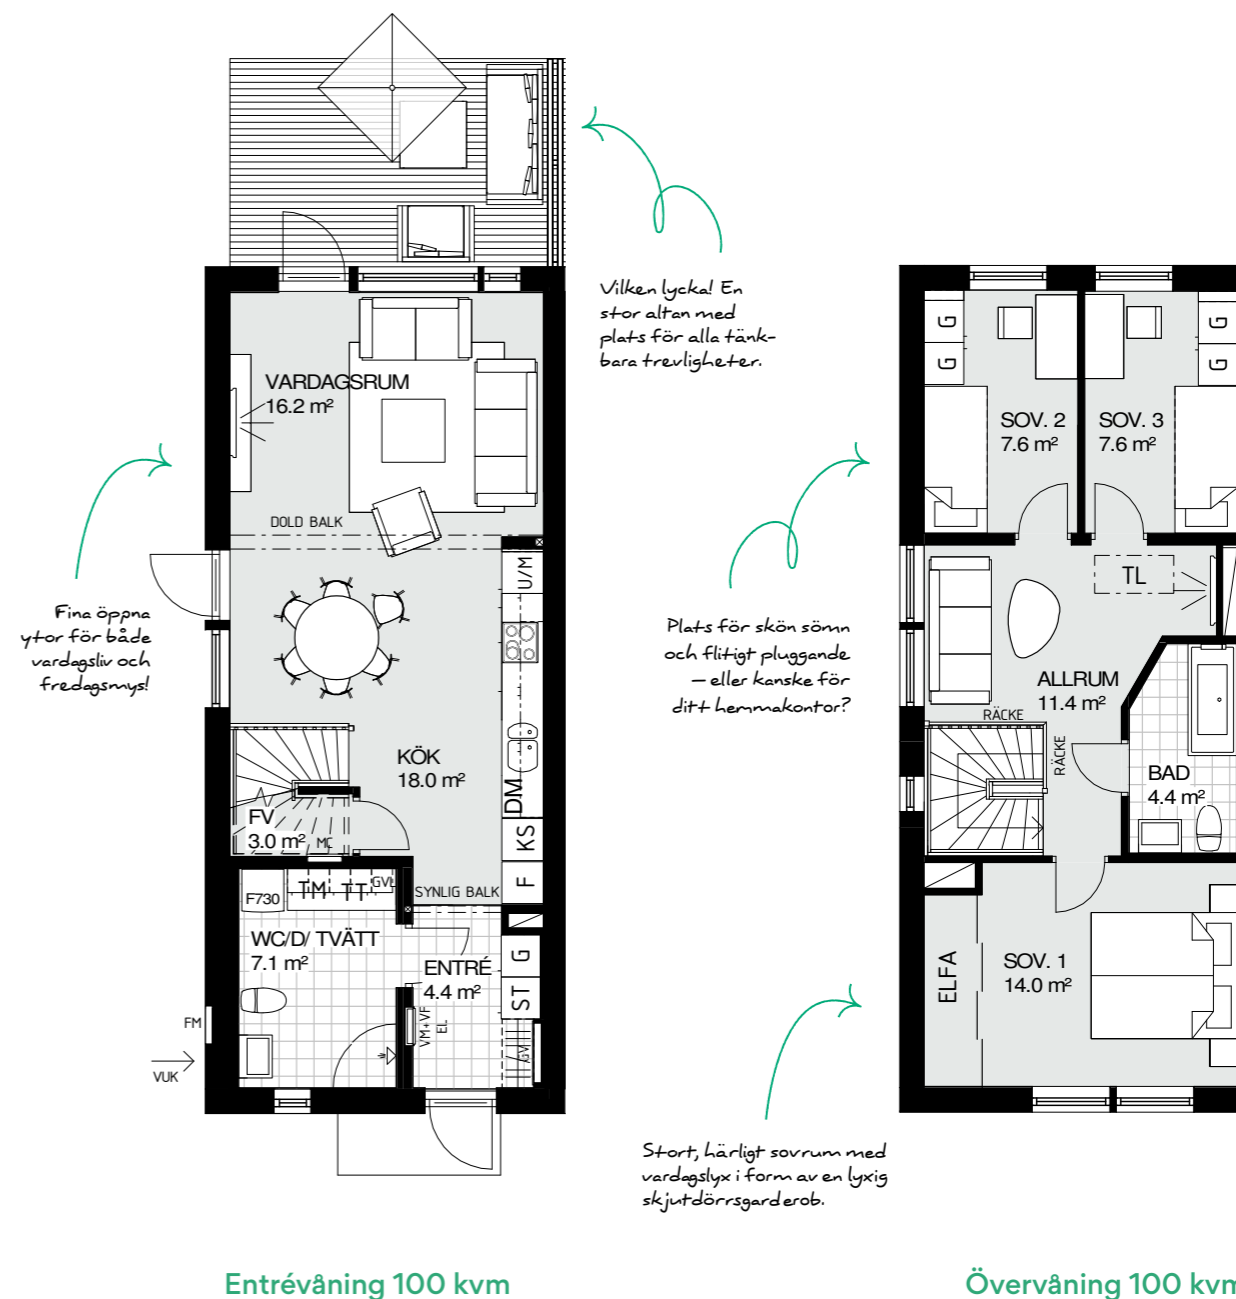 Vilken lycka! En
stor altan med
plats för alla tänk-
bara trevligheter.
VARDAGSRUM
16.2 m²
DOLD BALK
Fina öppna
ytor för både
vardagsliv och
fredagsmys!
U/M
KÖK
18.0 m²
DM
KS
F
FV
3.0 m²
MC
SYNLIG BALK
F730
TM TT
GVL
WC/D/ TVÄTT
7.1 m²
ENTRÉ
4.4 m²
G
ST
GV
VM+VF
EL
FM
VUK
Plats för skön sömn
och flitigt pluggande
– eller kanske för
ditt hemmakontor?
G
G
SOV. 2
7.6 m²
SOV. 3
7.6 m²
G
G
TL
ALLRUM
11.4 m²
RÄCKE
RÄCKE
BAD
4.4 m²
ELFA
SOV. 1
14.0 m²
Stort, härligt sovrum med
vardagslyx i form av en lyxig
skjutdörrsgarderob.
Entrévåning 100 kvm
Övervåning 100 kvm